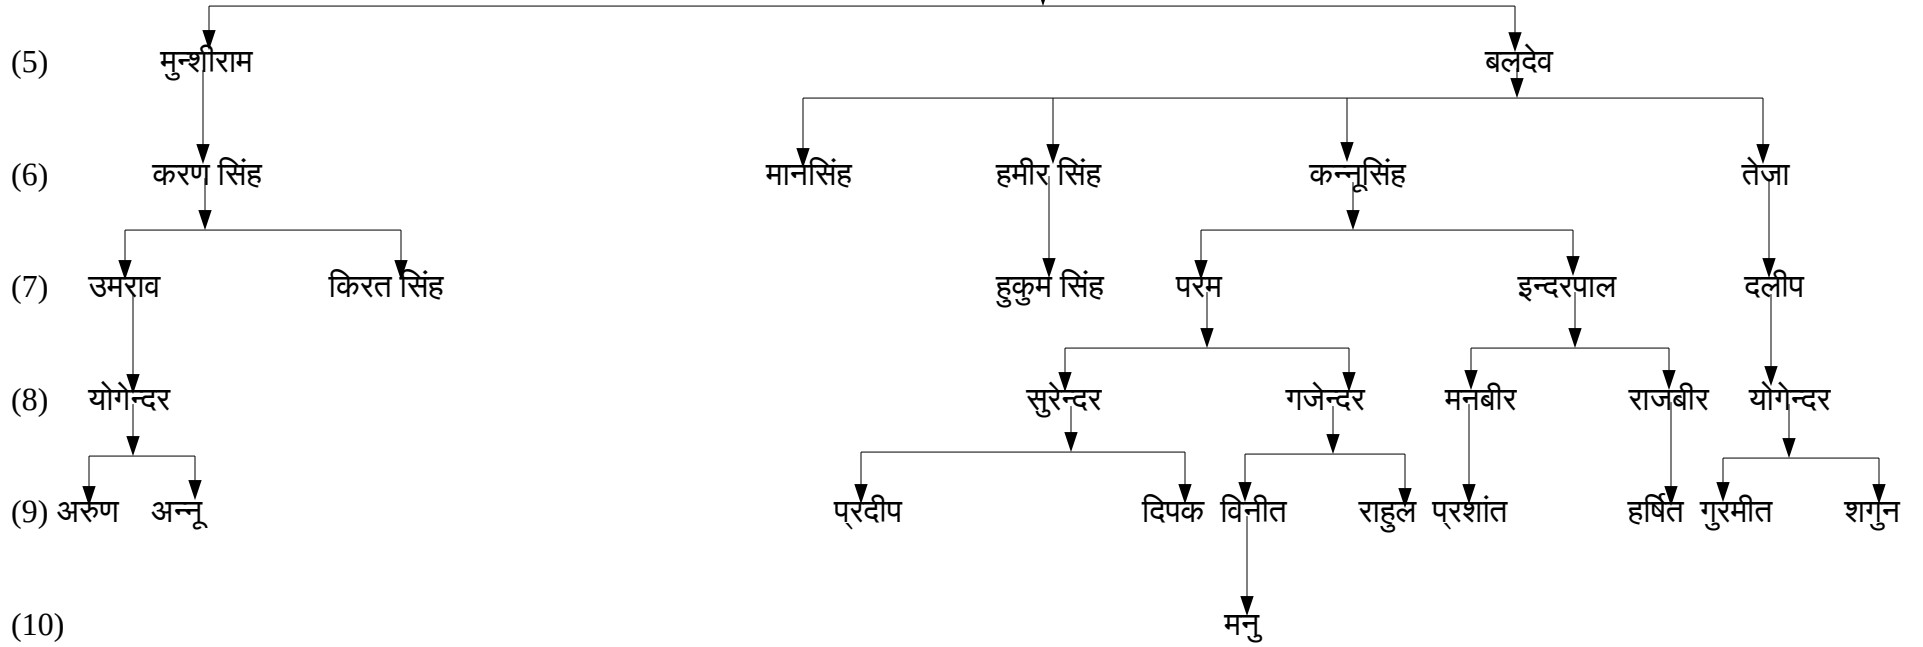 (5) मुन्शीराम बलदेव
(6) करण सिंह मानसिंह हमीर सिंह कन्नूसिंह तेजा
(7) उमराव किरत सिंह हुकुम सिंह परम इन्दरपाल दलीप
(8) योगेन्दर सुरेन्दर गजेन्दर मनबीर राजबीर योगेन्दर
(9) अरुण अन्नू प्रदीप दिपक विनीत राहुल प्रशांत हर्षित गुरमीत शगुन
(10) मनु